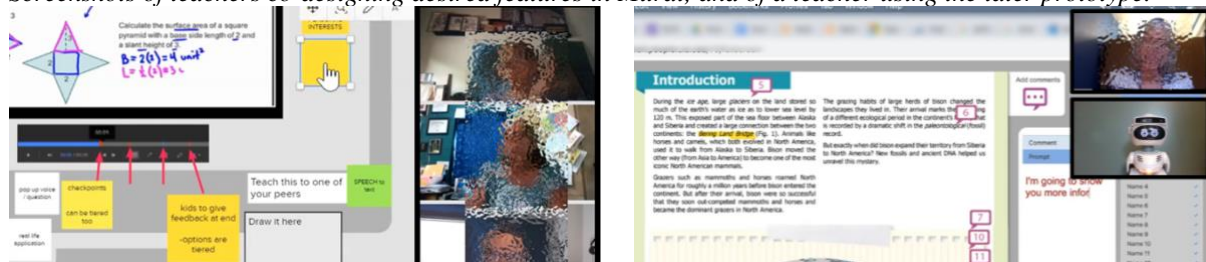 Screenshots of teachers co-designing desired features in Mural, and of a teacher using the later prototype.
Calculate the surface area of a square
pyramid with a base side length of 2 and
a slant height of 3.
B = 2(2) = 4 unit²
2
2
INTERESTS
pop up voice
/ question
checkpoints
can be tiered
too
kids to give
feedback at end
-options are
tiered
Teach this to one of
your peers
SPEECH to
text
Draw it here
real life
application
Introduction
5
During the ice age, large glaciers on the land stored so
much of the earth's water as ice as to lower sea level by
120 m. This exposed part of the sea floor between Alaska
and Siberia and created a large connection between the two
continents: the Bering Land Bridge (Fig. 1). Animals like
horses and camels, which both evolved in North America,
used it to walk from Alaska to Siberia. Bison moved the
other way (from Asia to America) to become one of the most
iconic North American mammals.
Grazers such as mammoths and horses roamed North
America for roughly a million years before bison entered the
continent. But after their arrival, bison were so successful
that they soon out-competed mammoths and horses and
became the dominant grazers in North America.
The grazing habits of large herds of bison changed the
landscapes they lived in. Their arrival marks the
of a different ecological period in the continent's
is recorded by a dramatic shift in the paleontological (fossil)
record.
But exactly when did bison expand their territory from Siberia
to North America? New fossils and ancient DNA helped us
unravel this mystery.
6
7
10
11
Add comments
Comment
Prompt
I'm going to show
you more infor
Name 4
Name 5
Name 6
Name 7
Name 8
Name 9
Name 10
Name 11